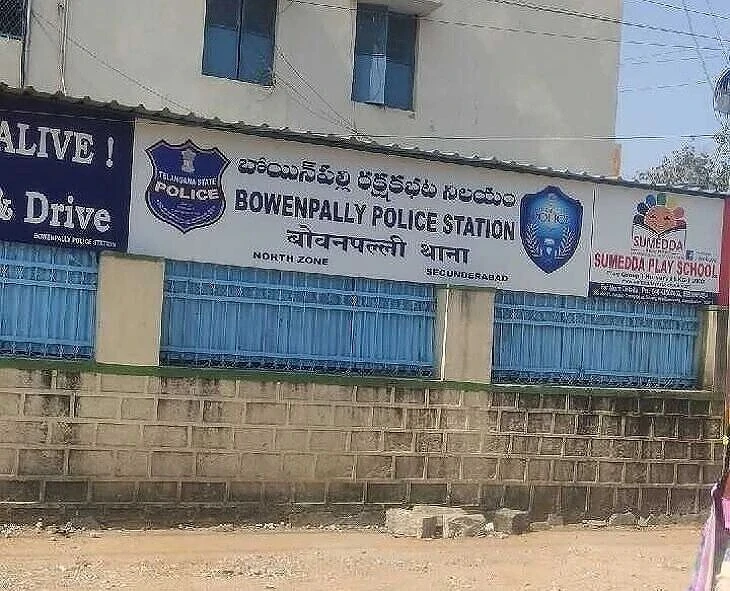 ALIVE !
& Drive
BOWENPALLY POLICE STATION
TELANGANA STATE
POLICE
బోయిన్‌పల్లి రక్షకభట నిలయం
BOWENPALLY POLICE STATION
बोवनपल्ली थाना
NORTH ZONE
SECUNDERABAD
POLICE
SUMEDDA
SUMEDDA PLAY SCHOOL